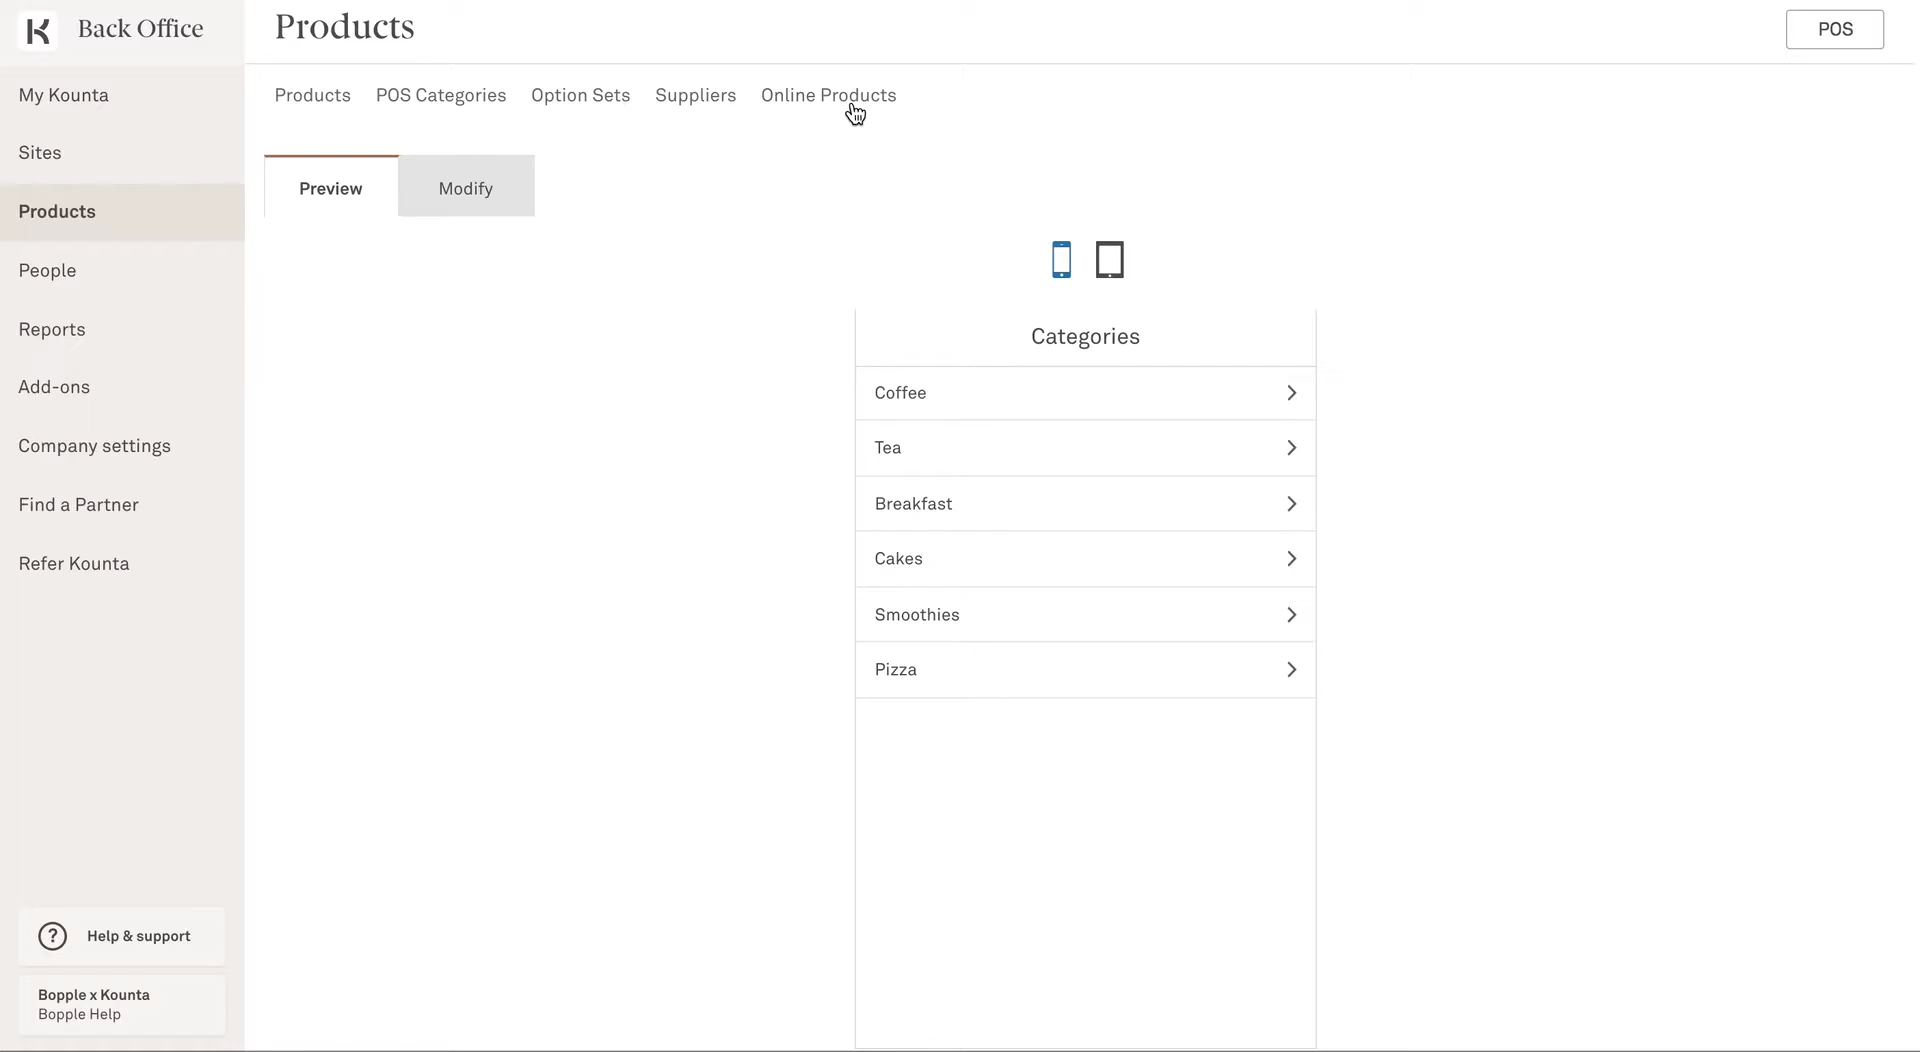 Back Office
Products
POS
My Kounta
Sites
Products
People
Reports
Add-ons
Company settings
Find a Partner
Refer Kounta
? Help & support
Bopple x Kounta
Bopple Help
Products POS Categories Option Sets Suppliers Online Products
Preview Modify
Categories
Coffee
Tea
Breakfast
Cakes
Smoothies
Pizza